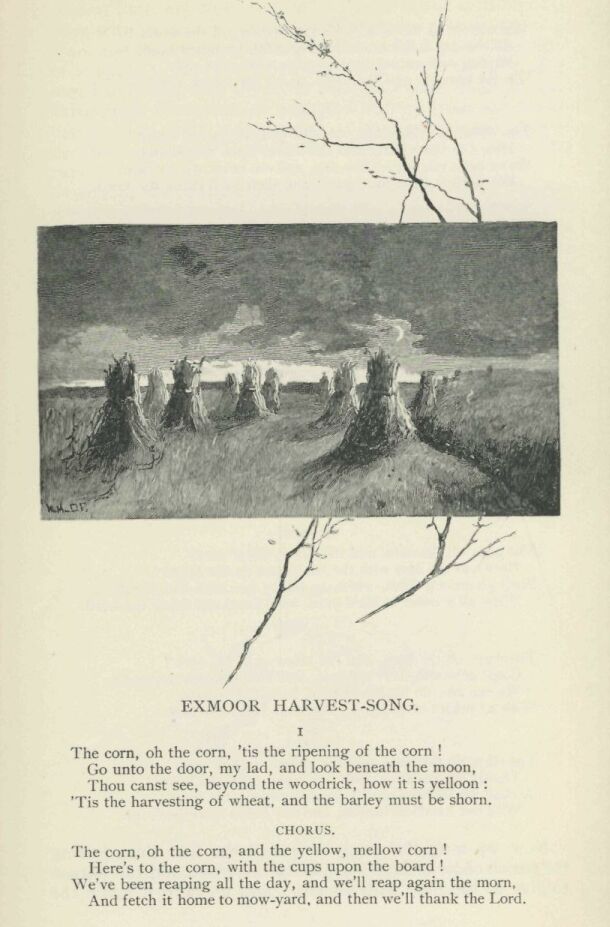 EXMOOR HARVEST-SONG.
I
The corn, oh the corn, 'tis the ripening of the corn !
Go unto the door, my lad, and look beneath the moon,
Thou canst see, beyond the woodrick, how it is yelloon :
'Tis the harvesting of wheat, and the barley must be shorn.
CHORUS.
The corn, oh the corn, and the yellow, mellow corn !
Here's to the corn, with the cups upon the board !
We've been reaping all the day, and we'll reap again the morn,
And fetch it home to mow-yard, and then we'll thank the Lord.